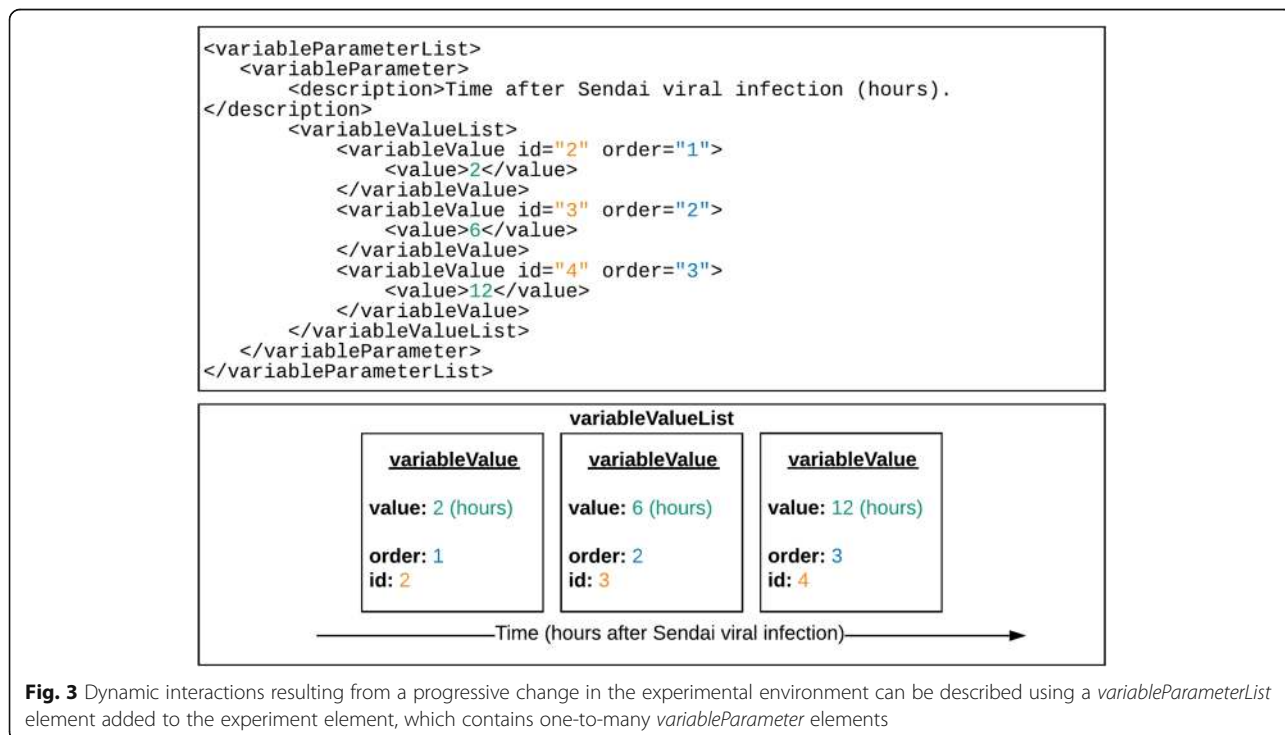 <variableParameterList>
   <variableParameter>
       <description>Time after Sendai viral infection (hours).
</description>
       <variableValueList>
           <variableValue id="2" order="1">
               <value>2</value>
           </variableValue>
           <variableValue id="3" order="2">
               <value>6</value>
           </variableValue>
           <variableValue id="4" order="3">
               <value>12</value>
           </variableValue>
       </variableValueList>
   </variableParameter>
</variableParameterList>
variableValueList
variableValue
value: 2 (hours)
order: 1
id: 2
variableValue
value: 6 (hours)
order: 2
id: 3
variableValue
value: 12 (hours)
order: 3
id: 4
Time (hours after Sendai viral infection)
Fig. 3 Dynamic interactions resulting from a progressive change in the experimental environment can be described using a variableParameterList
element added to the experiment element, which contains one-to-many variableParameter elements